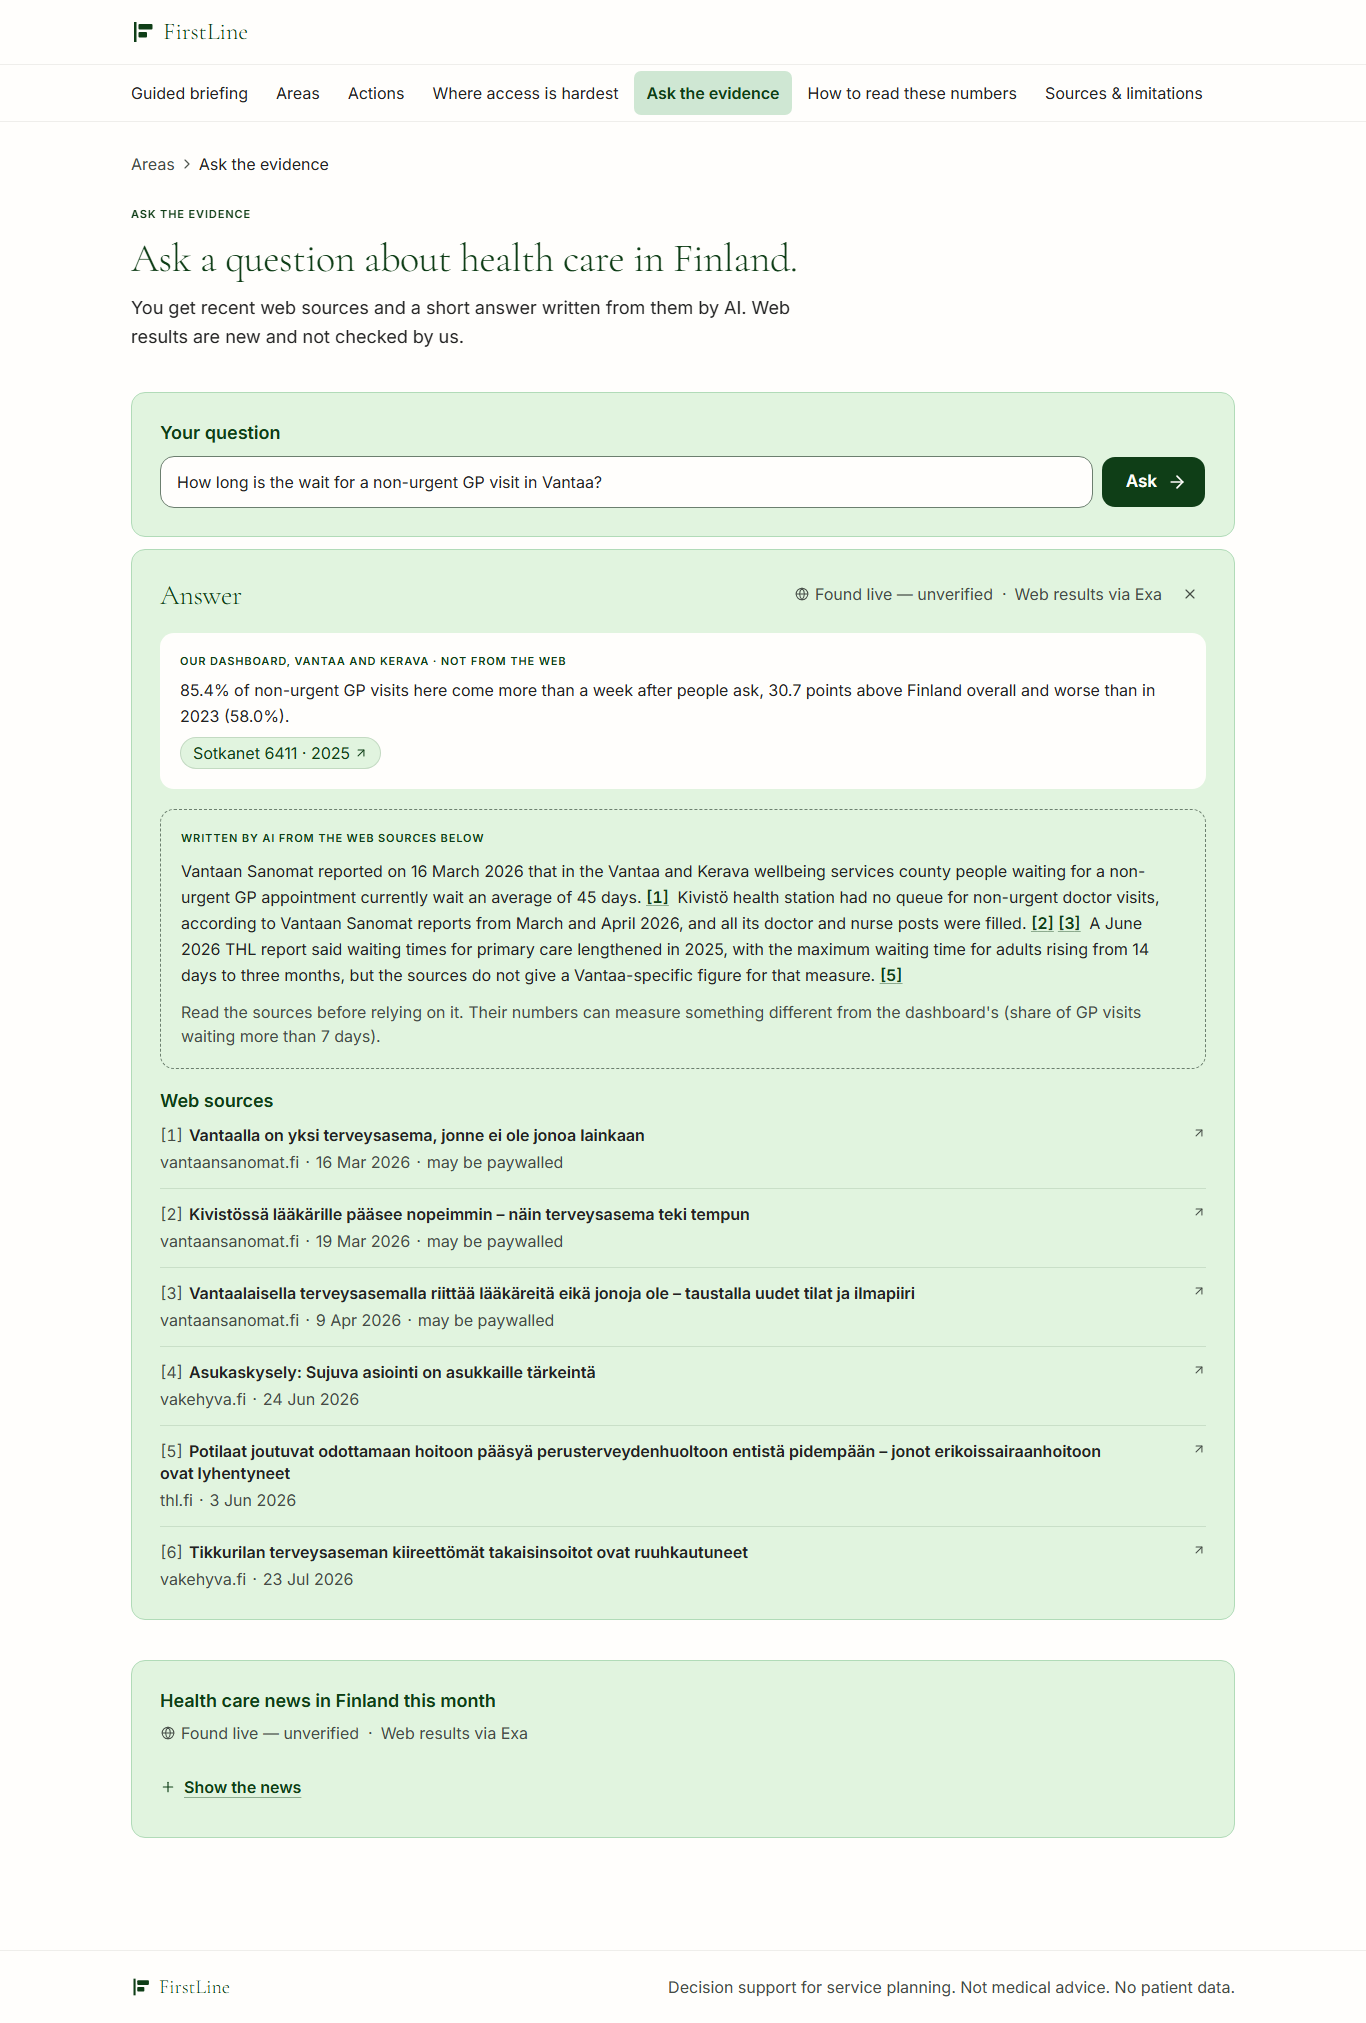 FirstLine
Guided briefing
Areas
Actions
Where access is hardest
Ask the evidence
How to read these numbers
Sources & limitations
Areas > Ask the evidence
ASK THE EVIDENCE
Ask a question about health care in Finland.
You get recent web sources and a short answer written from them by AI. Web
results are new and not checked by us.
Your question
How long is the wait for a non-urgent GP visit in Vantaa?
Ask →
Answer
Found live — unverified · Web results via Exa ×
OUR DASHBOARD, VANTAA AND KERAVA · NOT FROM THE WEB
85.4% of non-urgent GP visits here come more than a week after people ask, 30.7 points above Finland overall and worse than in
2023 (58.0%).
Sotkanet 6411 · 2025 ↗
WRITTEN BY AI FROM THE WEB SOURCES BELOW
Vantaan Sanomat reported on 16 March 2026 that in the Vantaa and Kerava wellbeing services county people waiting for a non-
urgent GP appointment currently wait an average of 45 days. [1] Kivistö health station had no queue for non-urgent doctor visits,
according to Vantaan Sanomat reports from March and April 2026, and all its doctor and nurse posts were filled. [2] [3] A June
2026 THL report said waiting times for primary care lengthened in 2025, with the maximum waiting time for adults rising from 14
days to three months, but the sources do not give a Vantaa-specific figure for that measure. [5]
Read the sources before relying on it. Their numbers can measure something different from the dashboard's (share of GP visits
waiting more than 7 days).
Web sources
[1] Vantaalla on yksi terveysasema, jonne ei ole jonoa lainkaan ↗
vantaansanomat.fi · 16 Mar 2026 · may be paywalled
[2] Kivistössä lääkärille pääsee nopeimmin – näin terveysasema teki tempun ↗
vantaansanomat.fi · 19 Mar 2026 · may be paywalled
[3] Vantaalaisella terveysasemalla riittää lääkäreitä eikä jonoja ole – taustalla uudet tilat ja ilmapiiri ↗
vantaansanomat.fi · 9 Apr 2026 · may be paywalled
[4] Asukaskysely: Sujuva asiointi on asukkaille tärkeintä ↗
vakehyva.fi · 24 Jun 2026
[5] Potilaat joutuvat odottamaan hoitoon pääsyä perusterveydenhuoltoon entistä pidempään – jonot erikoissairaanhoitoon ↗
ovat lyhentyneet
thl.fi · 3 Jun 2026
[6] Tikkurilan terveysaseman kiireettömät takaisinsoitot ovat ruuhkautuneet ↗
vakehyva.fi · 23 Jul 2026
Health care news in Finland this month
Found live — unverified · Web results via Exa
+ Show the news
FirstLine
Decision support for service planning. Not medical advice. No patient data.